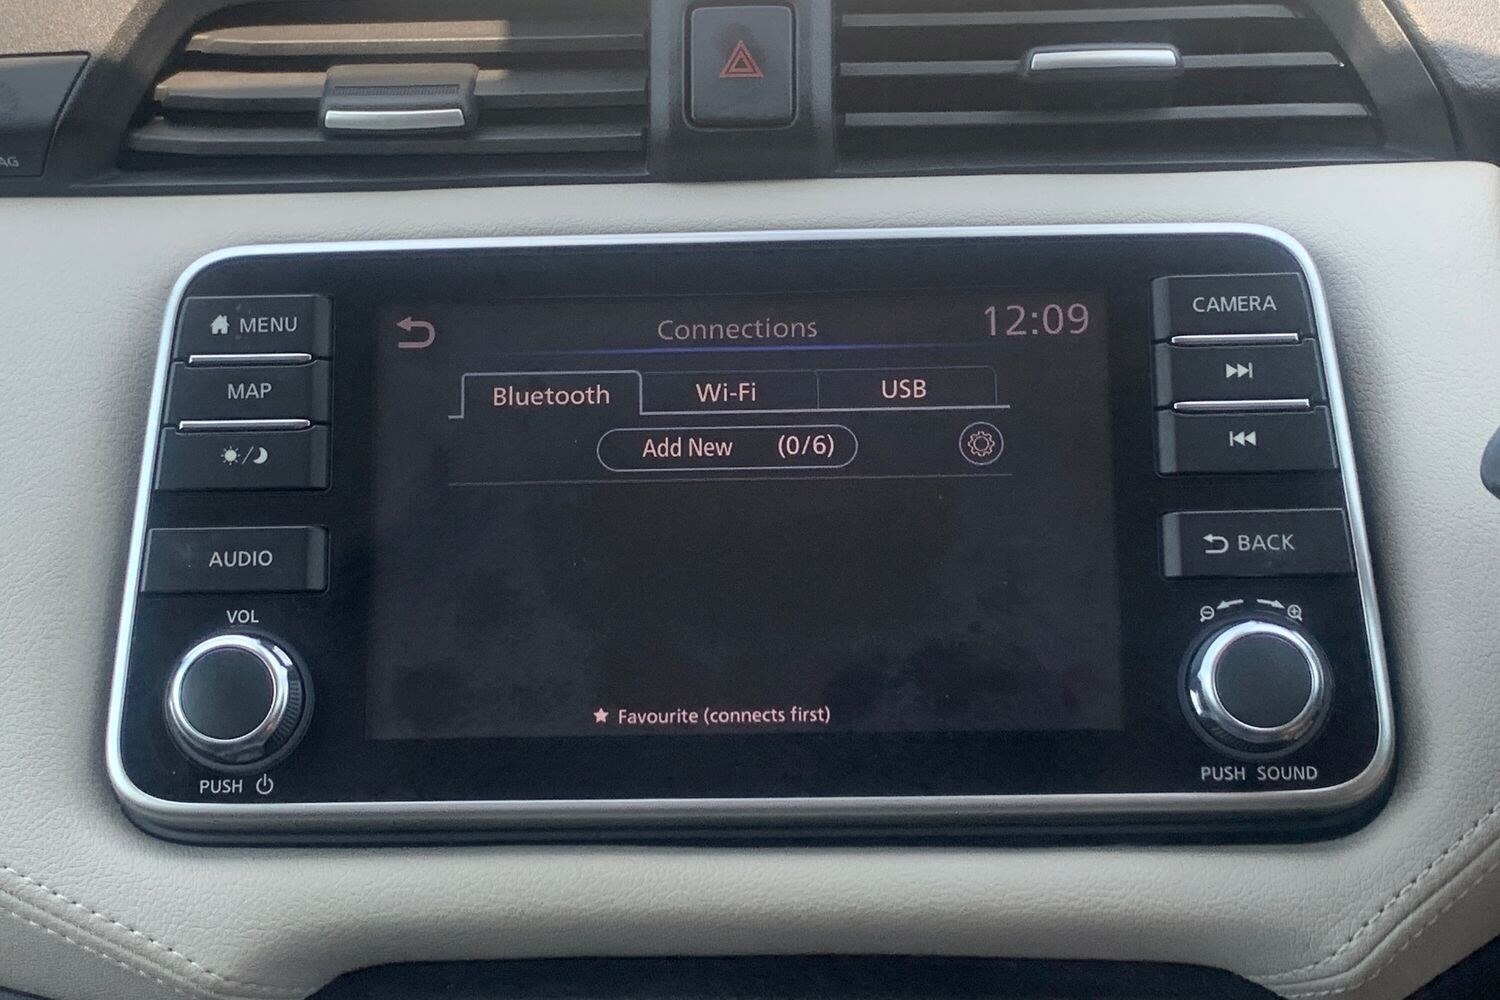 AG
MENU
MAP
AUDIO
VOL
PUSH
Connections
12:09
Bluetooth
Wi-Fi
USB
Add New (0/6)
★ Favourite (connects first)
CAMERA
BACK
PUSH SOUND